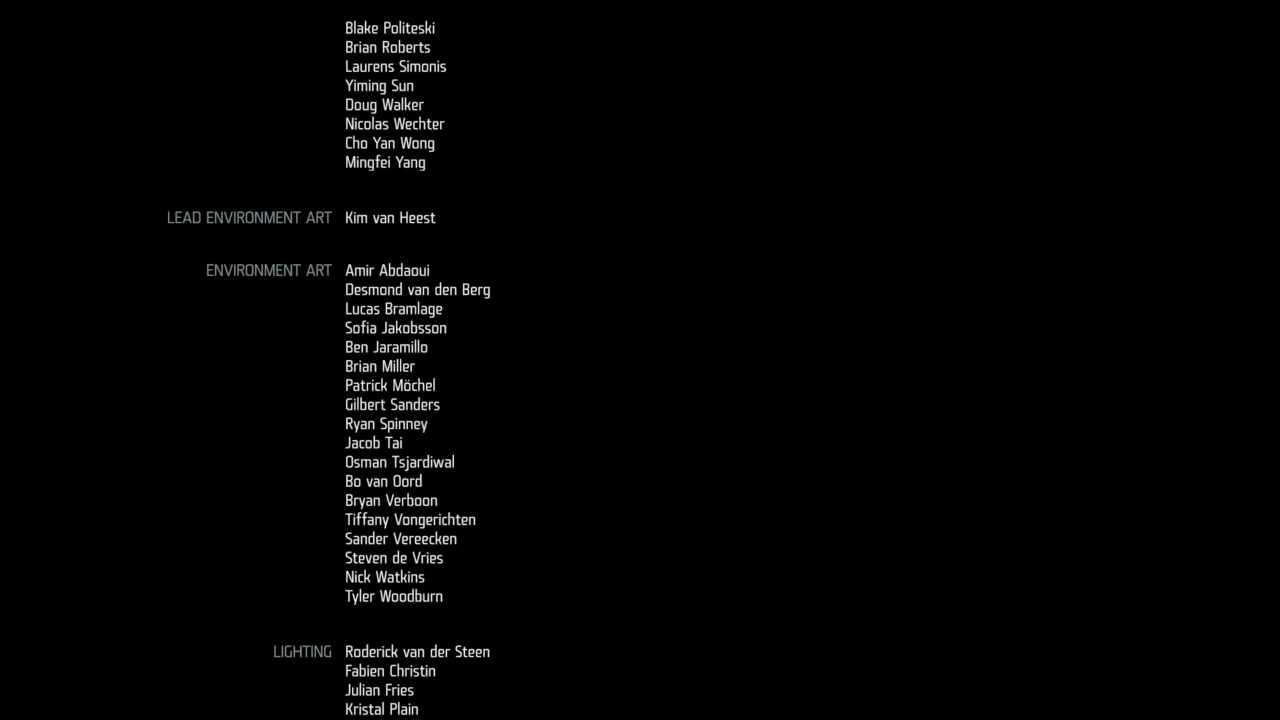 Blake Politeski
Brian Roberts
Laurens Simonis
Yiming Sun
Doug Walker
Nicolas Wechter
Cho Yan Wong
Mingfei Yang
LEAD ENVIRONMENT ART Kim van Heest
ENVIRONMENT ART Amir Abdaoui
Desmond van den Berg
Lucas Bramlage
Sofia Jakobsson
Ben Jaramillo
Brian Miller
Patrick Möchel
Gilbert Sanders
Ryan Spinney
Jacob Tai
Osman Tsjardiwal
Bo van Oord
Bryan Verboon
Tiffany Vongerichten
Sander Vereecken
Steven de Vries
Nick Watkins
Tyler Woodburn
LIGHTING Roderick van der Steen
Fabien Christin
Julian Fries
Kristal Plain